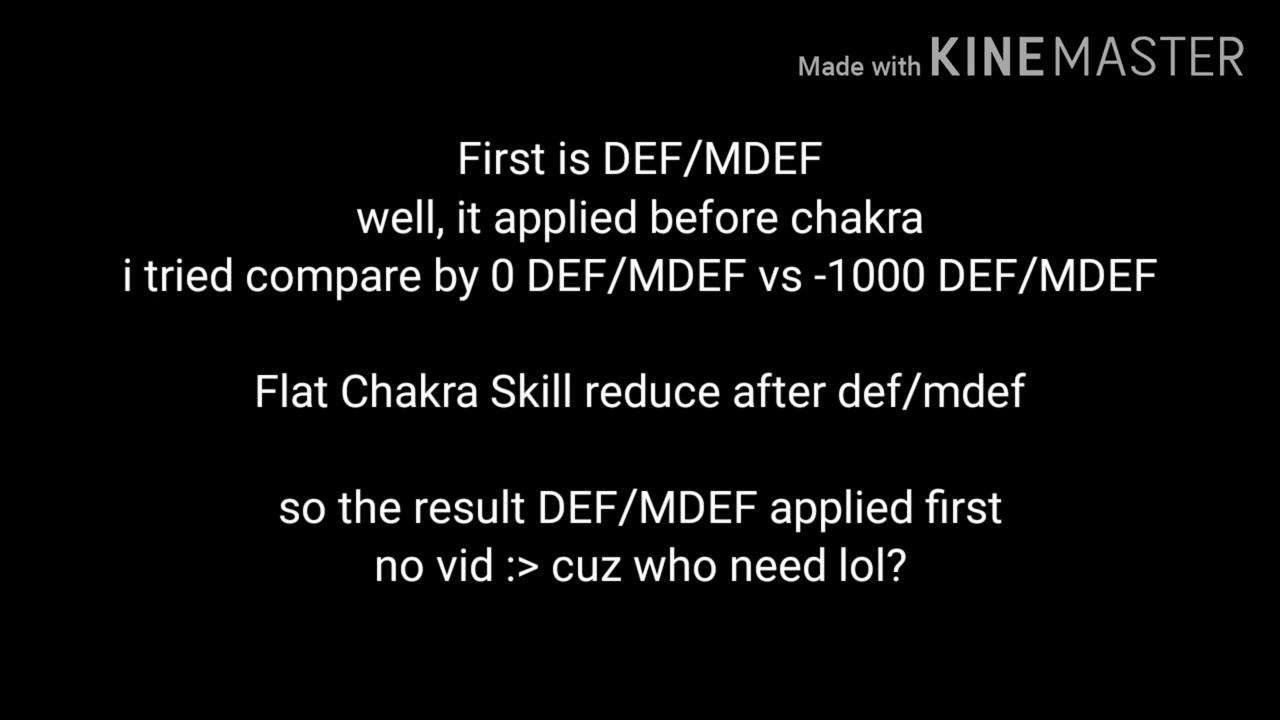 Made with KINEMASTER
First is DEF/MDEF
well, it applied before chakra
i tried compare by 0 DEF/MDEF vs -1000 DEF/MDEF
Flat Chakra Skill reduce after def/mdef
so the result DEF/MDEF applied first
no vid :> cuz who need lol?